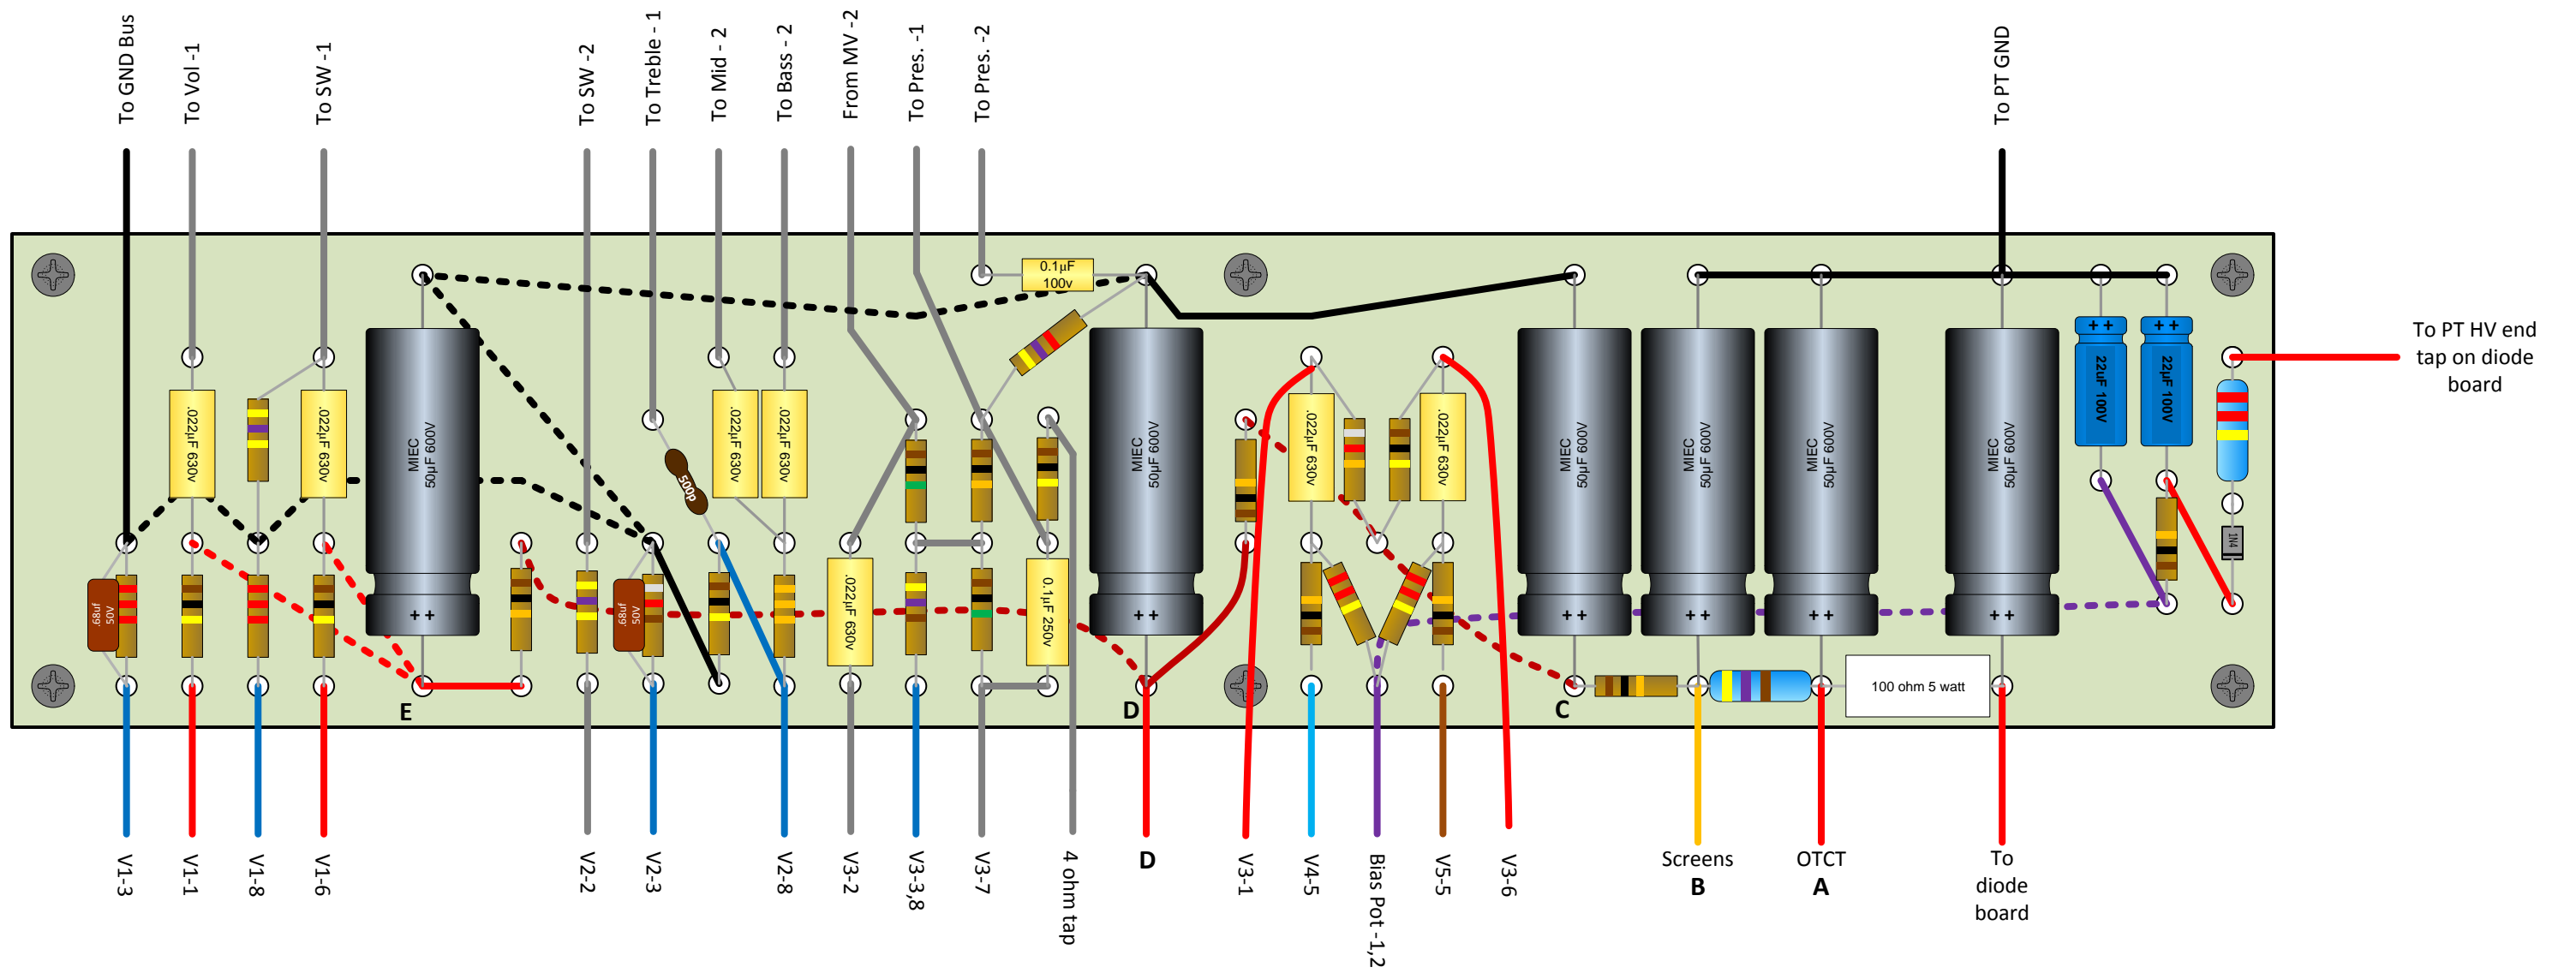 To GND Bus
To Vol -1
To SW -1
To SW -2
To Treble - 1
To Mid - 2
To Bass - 2
From MV -2
To Pres. -1
To Pres. -2
To PT GND
0.1µF
100v
To PT HV end
tap on diode
board
.022µF 630v
.022µF 630v
MIEC
50µF 600V
500p
.022µF 630v
.022µF 630v
MIEC
50µF 600V
++
.022µF 630v
.022µF 630v
MIEC
50µF 600V
MIEC
50µF 600V
MIEC
50µF 600V
MIEC
50µF 600V
++
22uF 100V
++
22µF 100V
1N4
.68uf
50V
++
.68uf
50V
.022µF 630v
0.1µF 250v
++
++
++
++
100 ohm 5 watt
E
D
C
V1-3
V1-1
V1-8
V1-6
V2-2
V2-3
V2-8
V3-2
V3-3,8
V3-7
4 ohm tap
D
V3-1
V4-5
Bias Pot -1,2
V5-5
V3-6
Screens
B
OTCT
A
To
diode
board